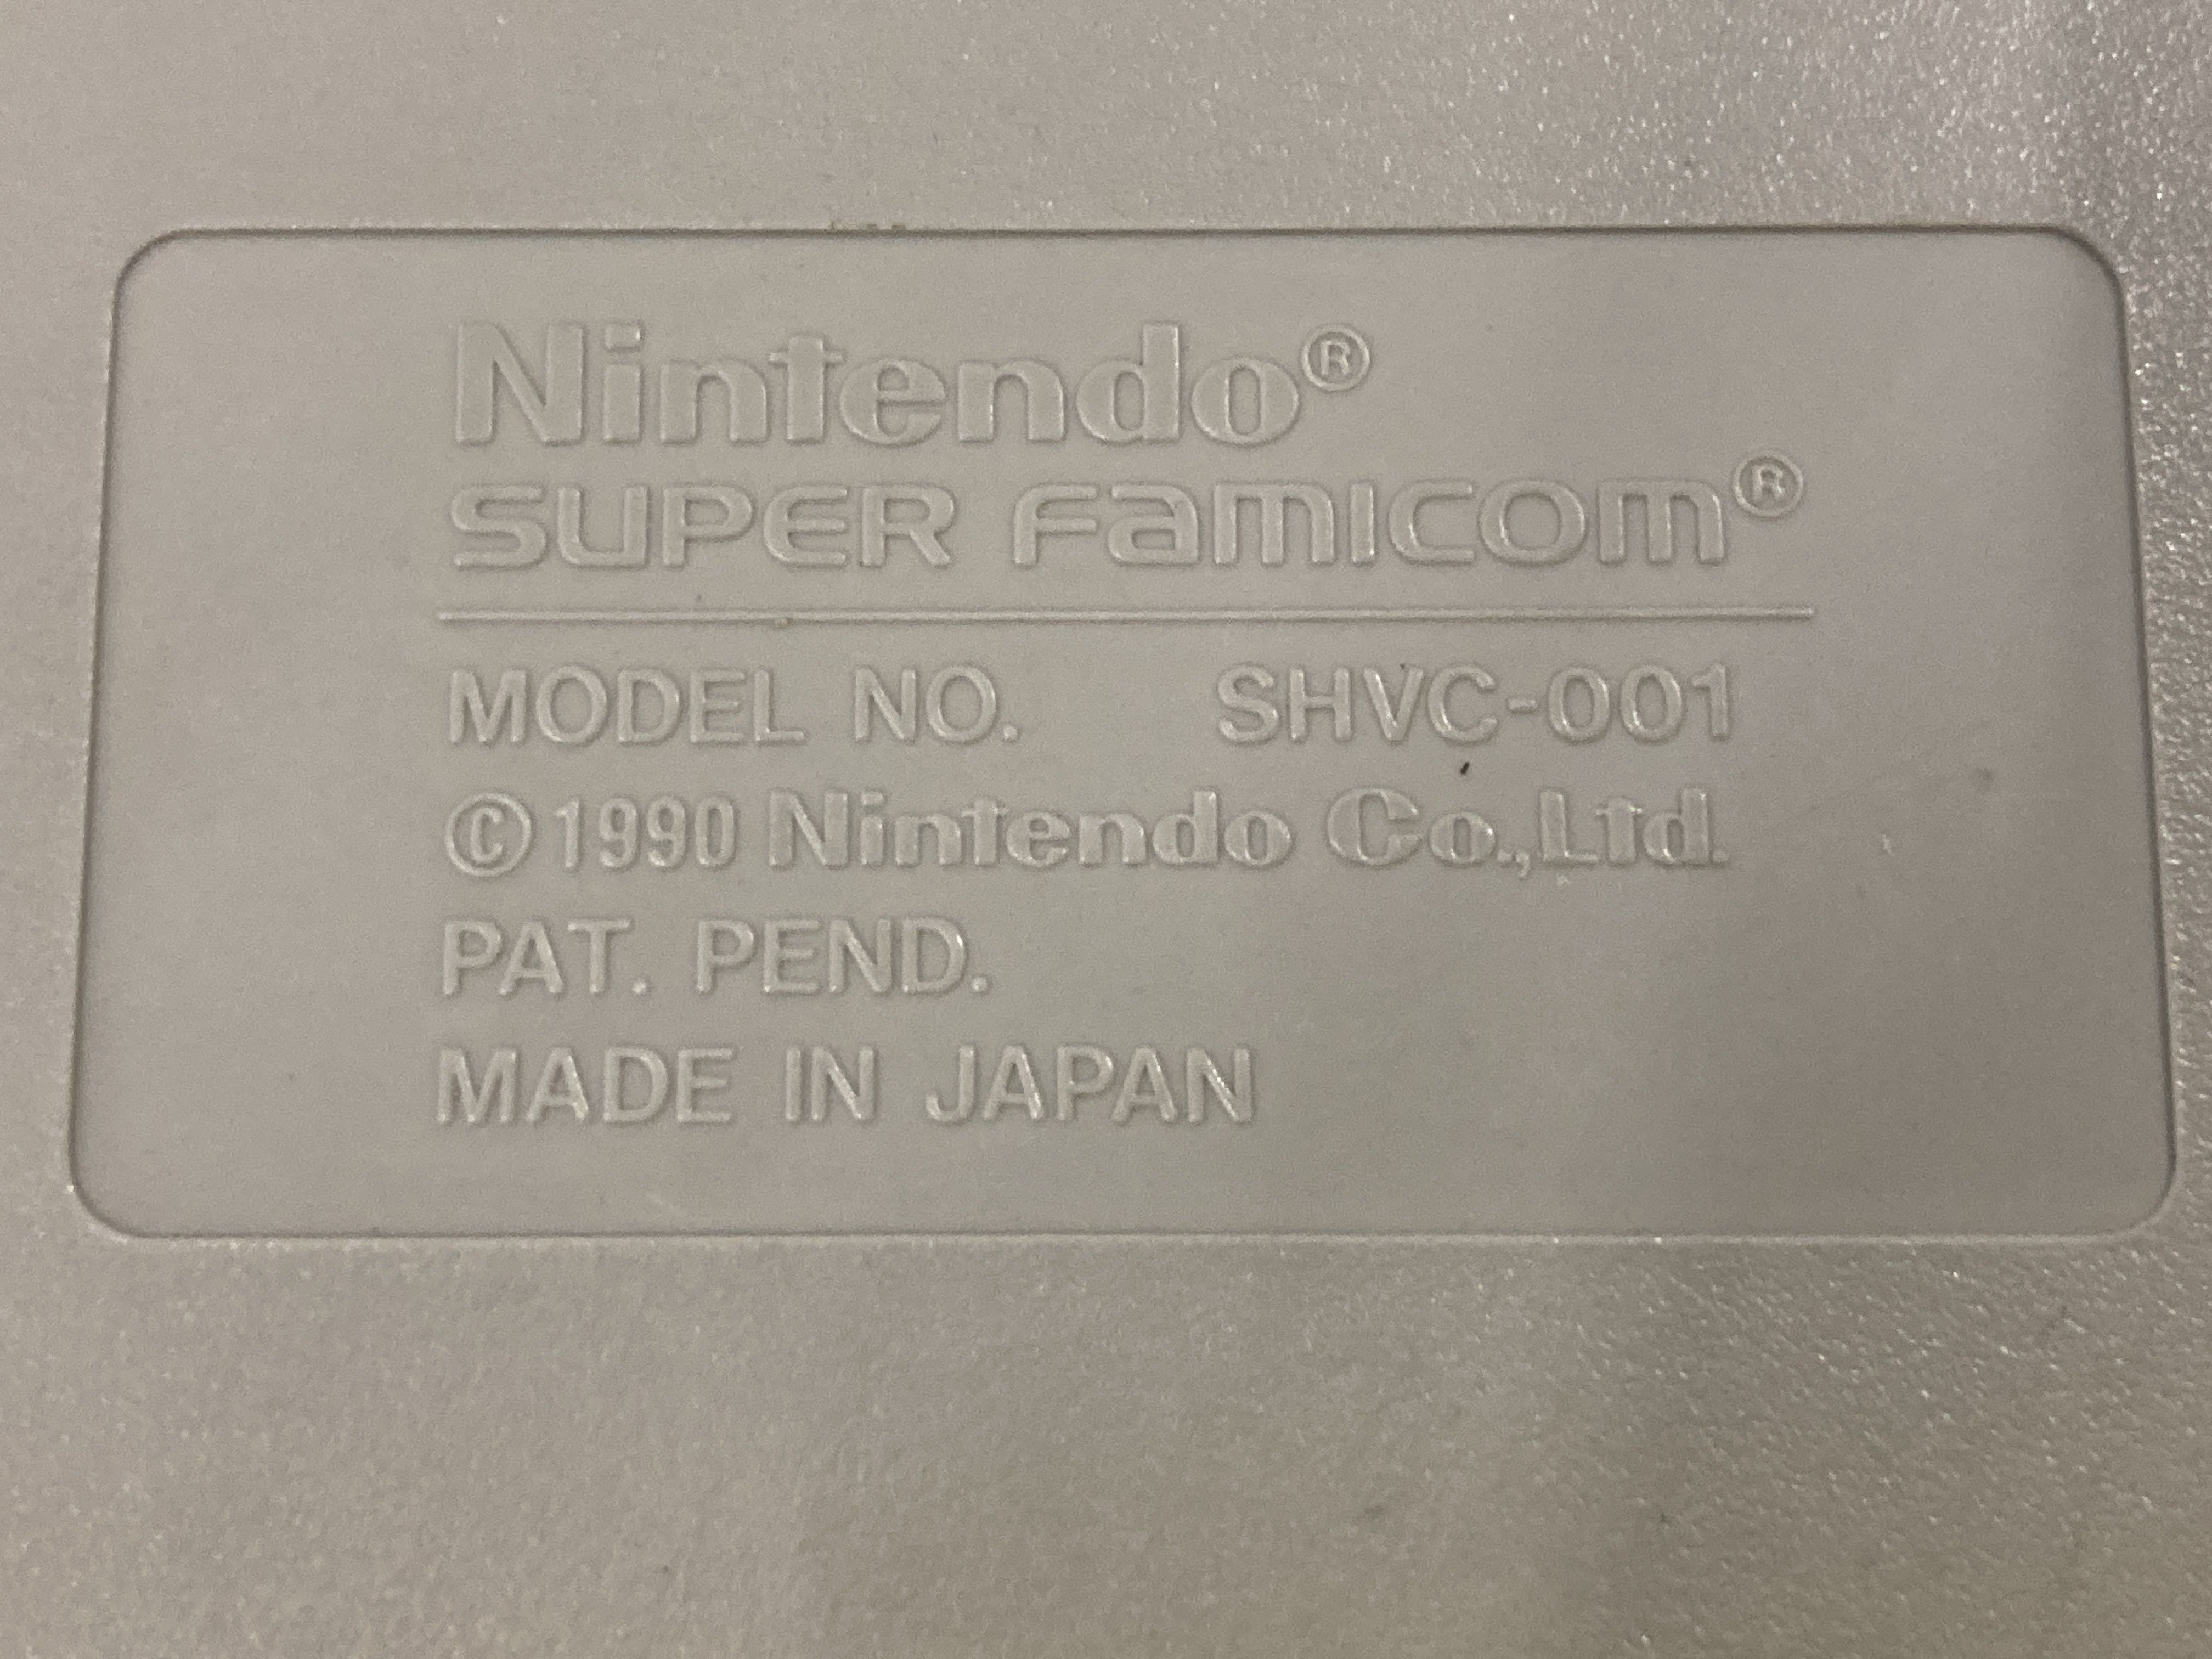 Nintendo®
SUPER Famicom®
MODEL NO. SHVC-001
©1990 Nintendo Co.,Ltd.
PAT. PEND.
MADE IN JAPAN